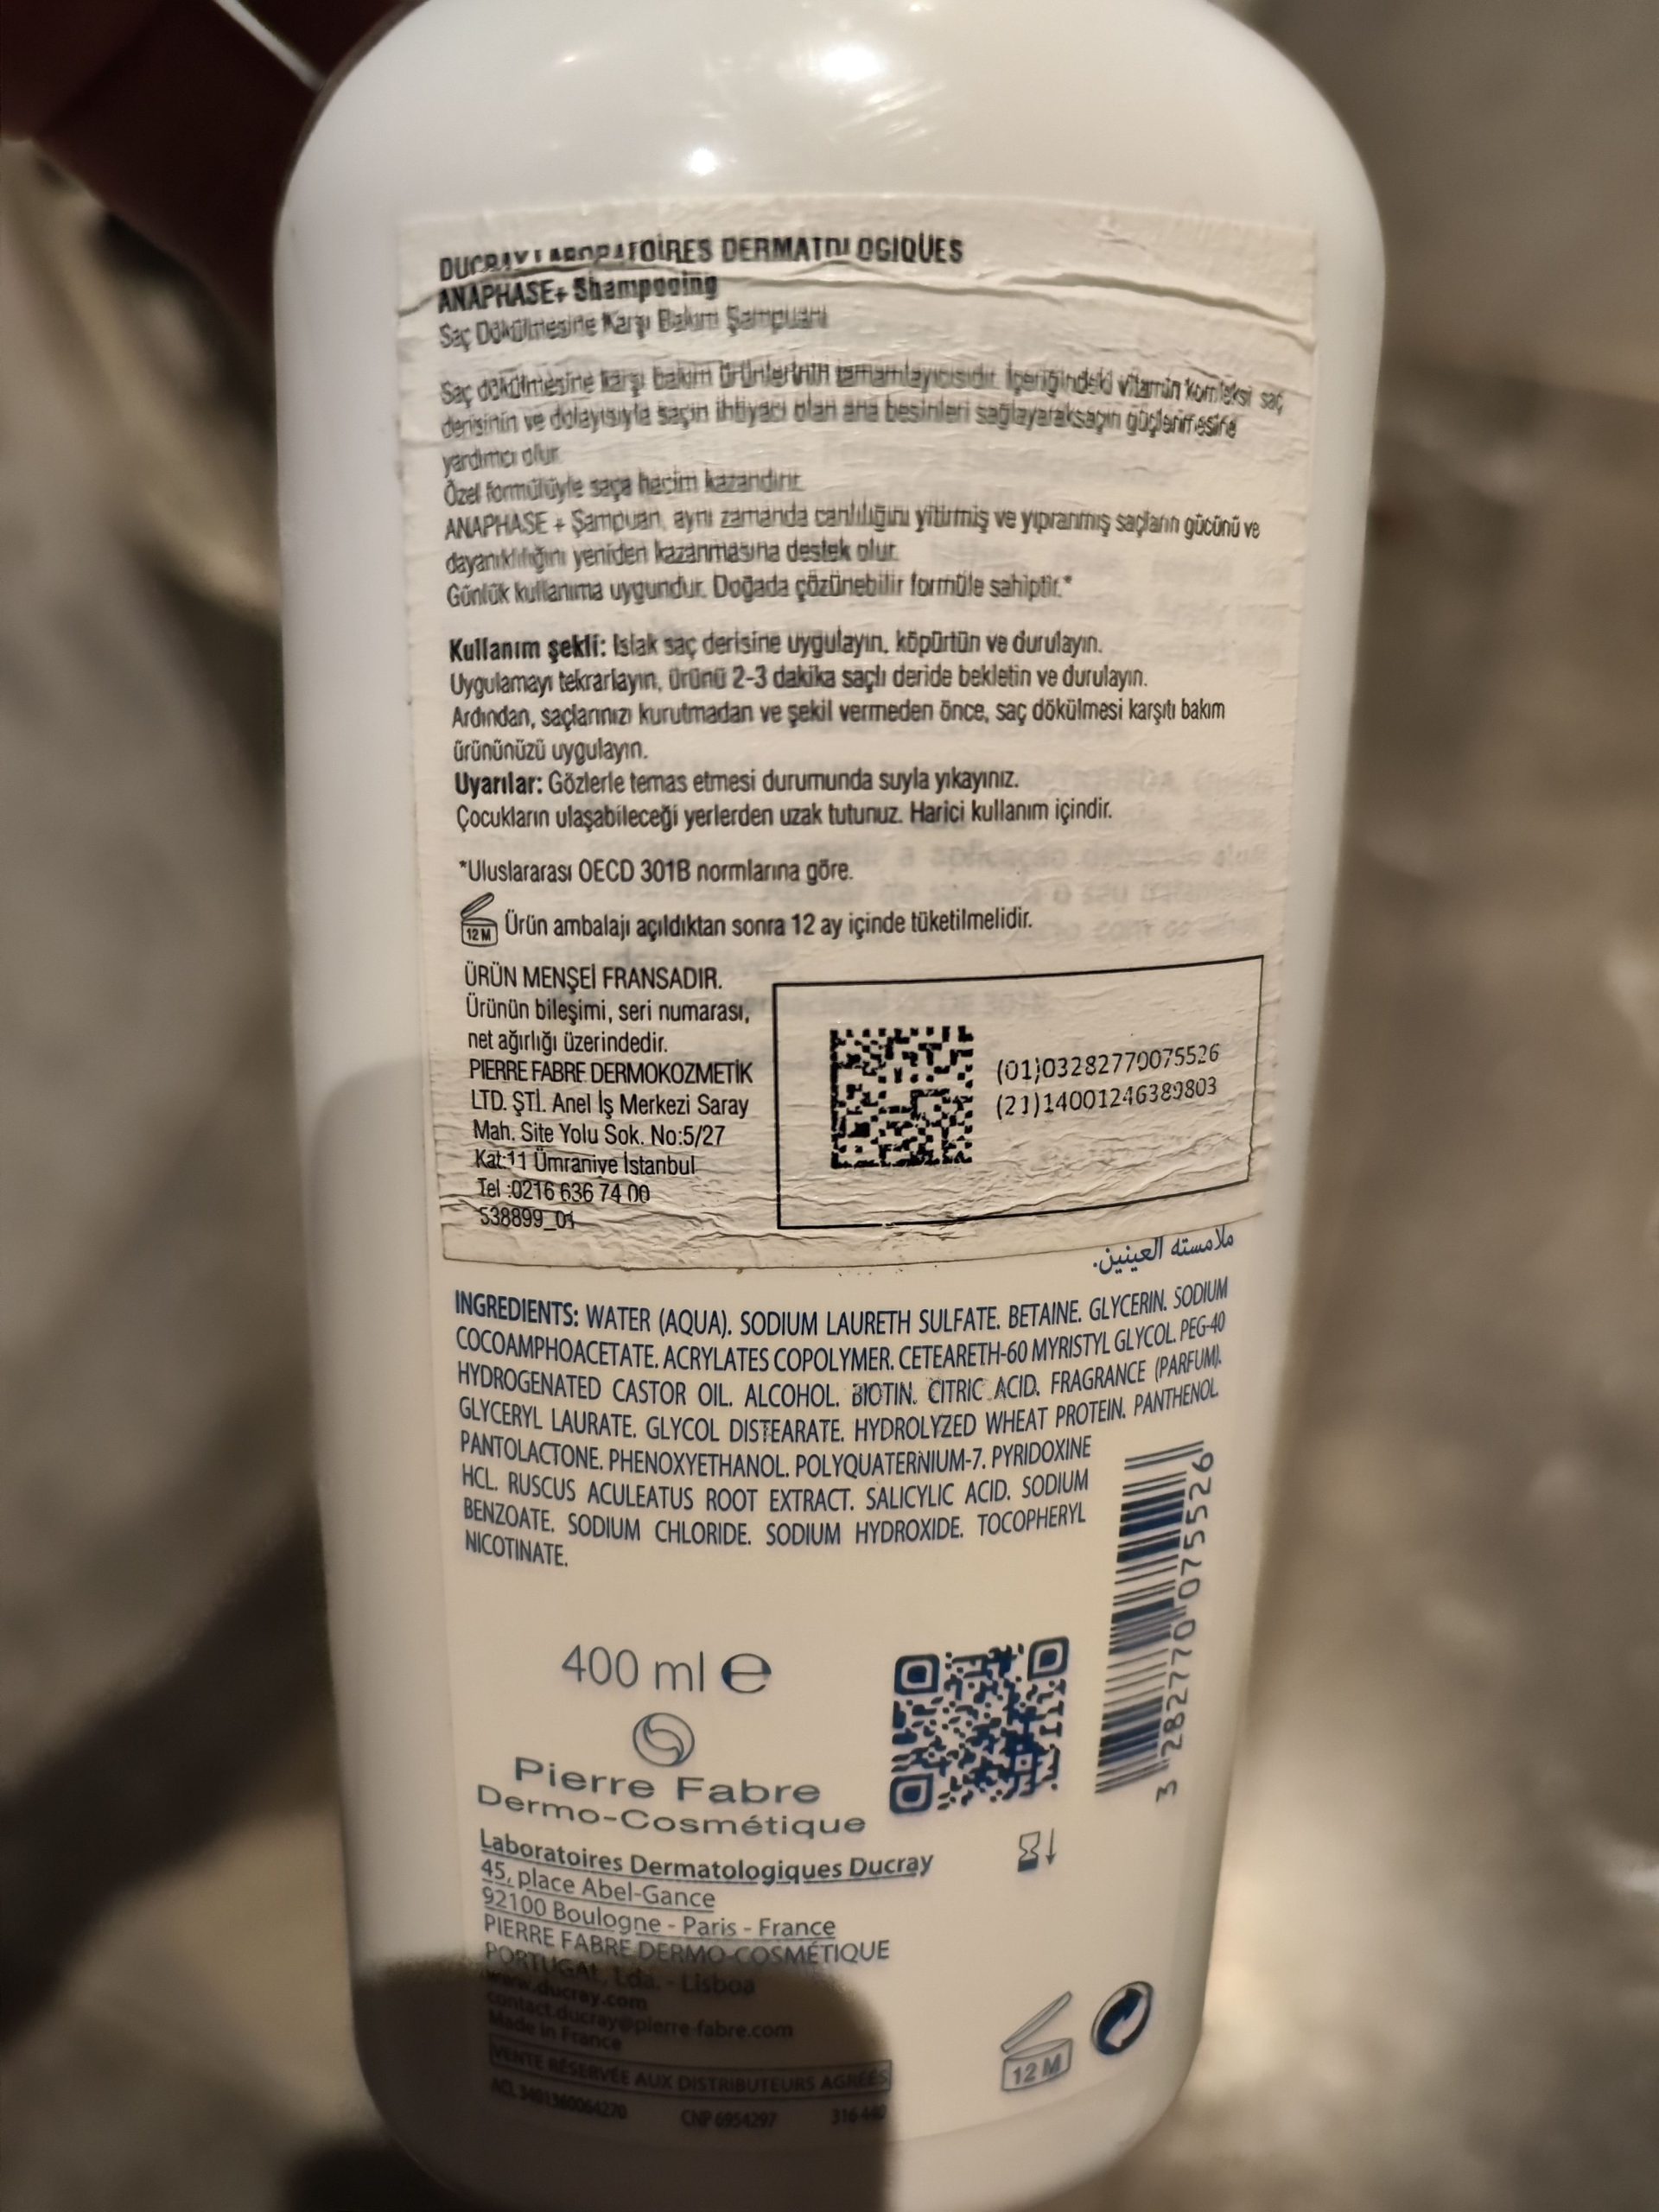 DUCRAY LABORATOİRES DERMATOLOGIQUES
ANAPHASE+ Shampooing
Saç Dökülmesine Karşı Bakım Şampuanı
Saç dökülmesine karşı bakım ürünlerinin tamamlayıcısıdır. İçeriğindeki vitamin komleksi saç
derisinin ve dolayısıyla saçın ihtiyacı olan ana besinleri sağlayaraksaçın güçlenmesine
yardımcı olur.
Özel formülüyle saça hacim kazandırır.
ANAPHASE + Şampuan, aynı zamanda canlılığını yitirmiş ve yıpranmış saçların gücünü ve
dayanıklılığını yeniden kazanmasına destek olur.
Günlük kullanıma uygundur. Doğada çözünebilir formüle sahiptir.*
Kullanım şekli: Islak saç derisine uygulayın, köpürtün ve durulayın.
Uygulamayı tekrarlayın, ürünü 2-3 dakika saçlı deride bekletin ve durulayın.
Ardından, saçlarınızı kurutmadan ve şekil vermeden önce, saç dökülmesi karşıtı bakım
ürününüzü uygulayın.
Uyarılar: Gözlerle temas etmesi durumunda suyla yıkayınız.
Çocukların ulaşabileceği yerlerden uzak tutunuz. Harici kullanım içindir.
*Uluslararası OECD 301B normlarına göre.
12 M Ürün ambalajı açıldıktan sonra 12 ay içinde tüketilmelidir.
ÜRÜN MENŞEİ FRANSADIR.
Ürünün bileşimi, seri numarası,
net ağırlığı üzerindedir.
PIERRE FABRE DERMOKOZMETİK
LTD. ŞTİ. Anel İş Merkezi Saray
Mah. Site Yolu Sok. No:5/27
Kat:11 Ümraniye İstanbul
Tel :0216 636 74 00
538899_01
(01)03282770075526
(21)14001246389803
ملامسته العينين.
INGREDIENTS: WATER (AQUA). SODIUM LAURETH SULFATE. BETAINE. GLYCERIN. SODIUM
COCOAMPHOACETATE. ACRYLATES COPOLYMER. CETEARETH-60 MYRISTYL GLYCOL. PEG-40
HYDROGENATED CASTOR OIL. ALCOHOL. BIOTIN. CITRIC ACID. FRAGRANCE (PARFUM).
GLYCERYL LAURATE. GLYCOL DISTEARATE. HYDROLYZED WHEAT PROTEIN. PANTHENOL.
PANTOLACTONE. PHENOXYETHANOL. POLYQUATERNIUM-7. PYRIDOXINE
HCL. RUSCUS ACULEATUS ROOT EXTRACT. SALICYLIC ACID. SODIUM
BENZOATE. SODIUM CHLORIDE. SODIUM HYDROXIDE. TOCOPHERYL
NICOTINATE.
3 282770 075526
400 ml e
Pierre Fabre
Dermo-Cosmétique
Laboratoires Dermatologiques Ducray
45, place Abel-Gance
92100 Boulogne - Paris - France
PIERRE FABRE DERMO-COSMÉTIQUE
PORTUGAL, Lda. - Lisboa
www.ducray.com
contact.ducray@pierre-fabre.com
Made in France
VENTE RÉSERVÉE AUX DISTRIBUTEURS AGRÉÉS
ACL 3401360064270 CNP 6954297 316440
12 M